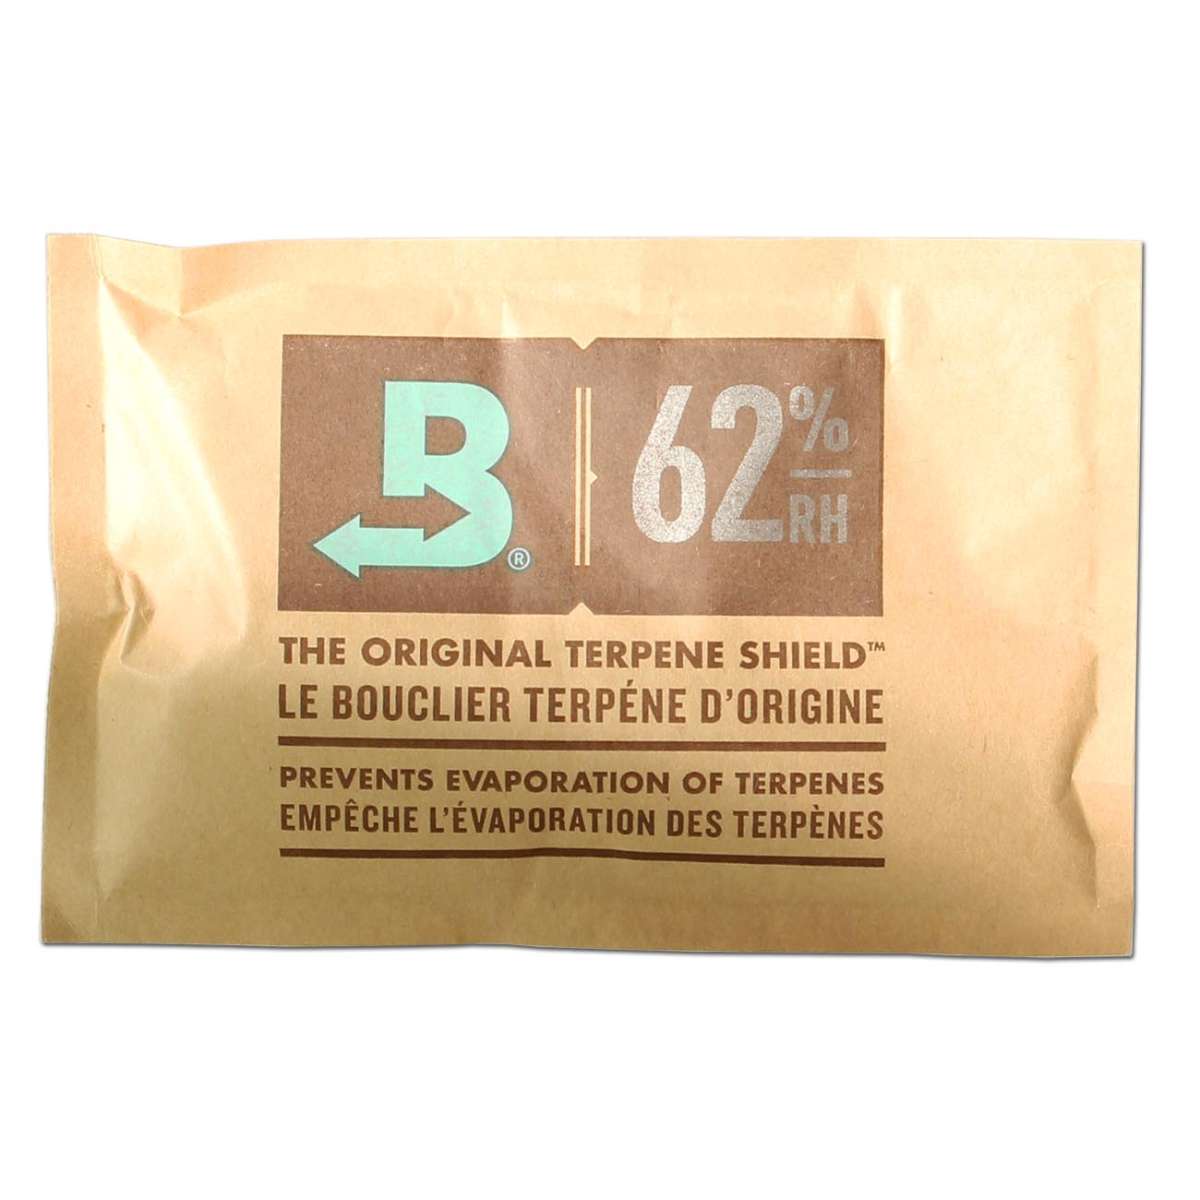 B®
62%
RH
THE ORIGINAL TERPENE SHIELD™
LE BOUCLIER TERPÉNE D'ORIGINE
PREVENTS EVAPORATION OF TERPENES
EMPÊCHE L'ÉVAPORATION DES TERPÈNES